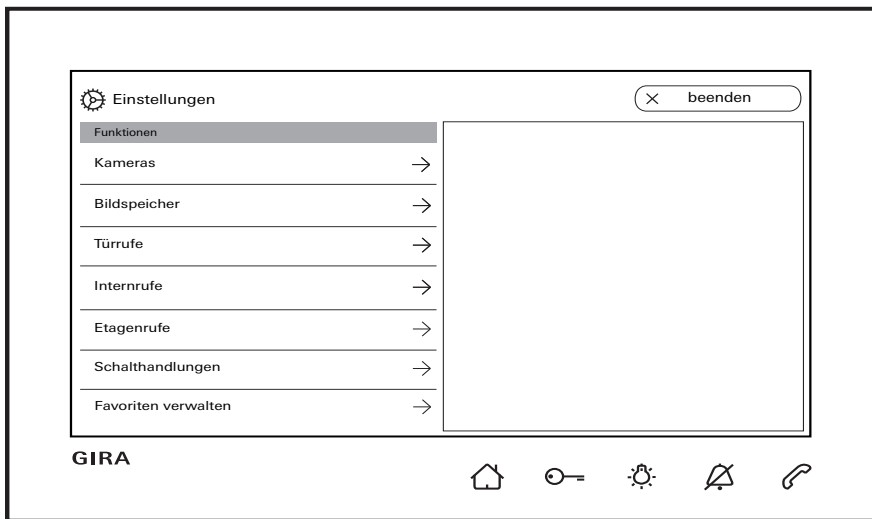 Einstellungen
beenden
Funktionen
Kameras
Bildspeicher
Türrufe
Internrufe
Etagenrufe
Schalthandlungen
Favoriten verwalten
GIRA